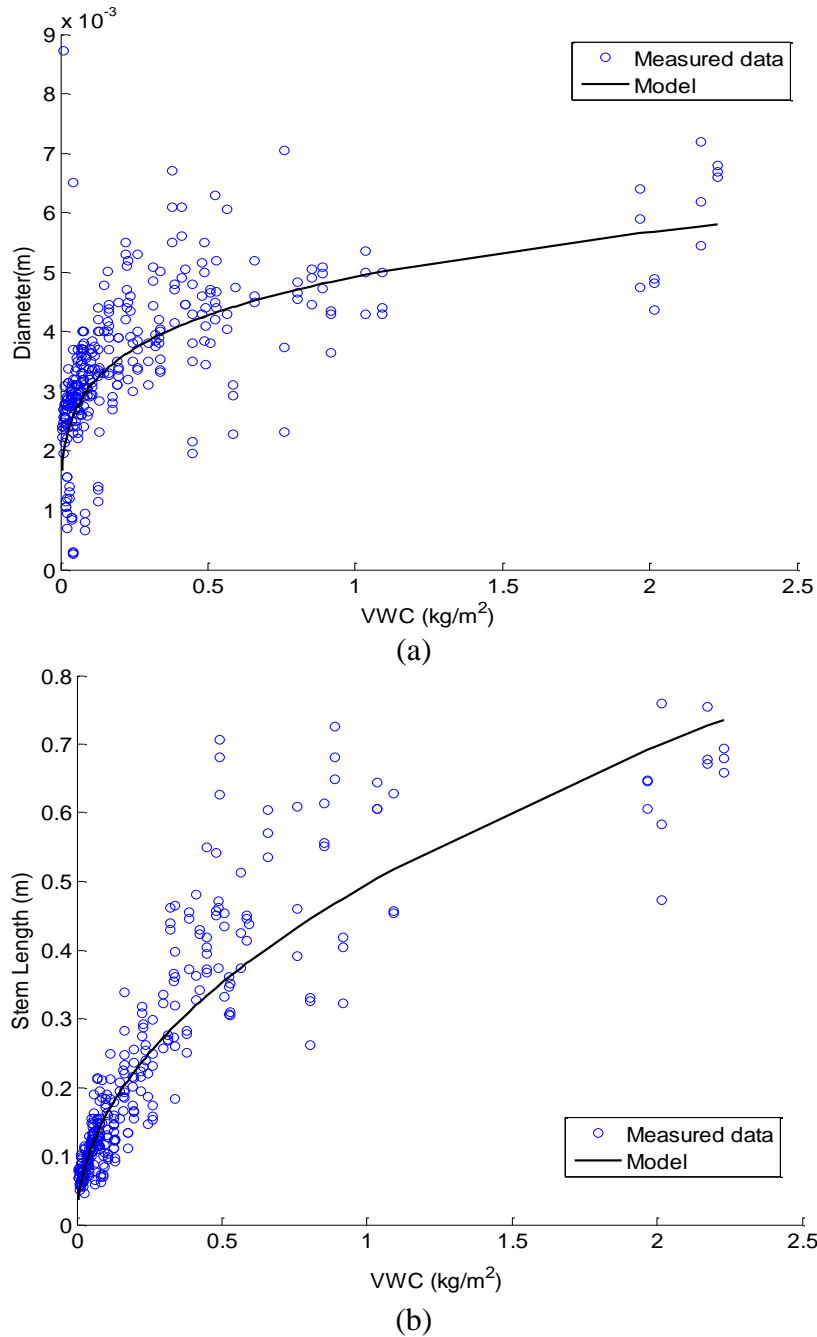 x 10^-3
9
8
7
6
5
4
3
2
1
0
Diameter(m)
Measured data
Model
0 0.5 1 1.5 2 2.5
VWC (kg/m^2)
(a)
0.8
0.7
0.6
0.5
0.4
0.3
0.2
0.1
0
Stem Length (m)
Measured data
Model
0 0.5 1 1.5 2 2.5
VWC (kg/m^2)
(b)